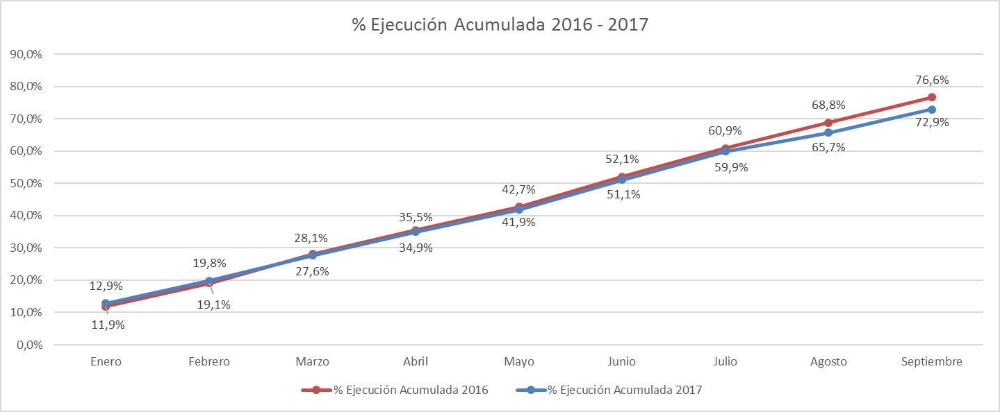 % Ejecución Acumulada 2016 - 2017
90,0%
80,0%
70,0%
60,0%
50,0%
40,0%
30,0%
20,0%
10,0%
0,0%
12,9%
11,9%
19,8%
19,1%
28,1%
27,6%
35,5%
34,9%
42,7%
41,9%
52,1%
51,1%
60,9%
59,9%
68,8%
65,7%
76,6%
72,9%
Enero
Febrero
Marzo
Abril
Mayo
Junio
Julio
Agosto
Septiembre
% Ejecución Acumulada 2016
% Ejecución Acumulada 2017